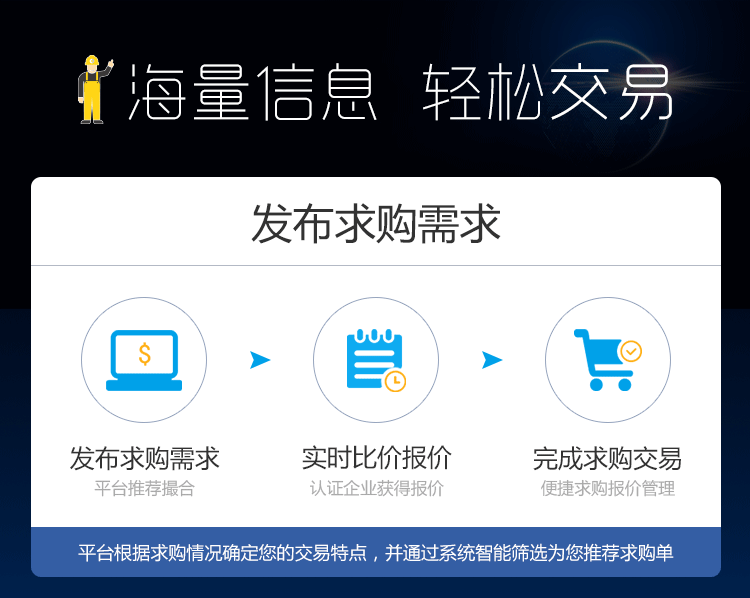 海量信息 轻松交易
发布求购需求
$
发布求购需求
平台推荐撮合
实时比价报价
认证企业获得报价
完成求购交易
便捷求购报价管理
平台根据求购情况确定您的交易特点，并通过系统智能筛选为您推荐求购单